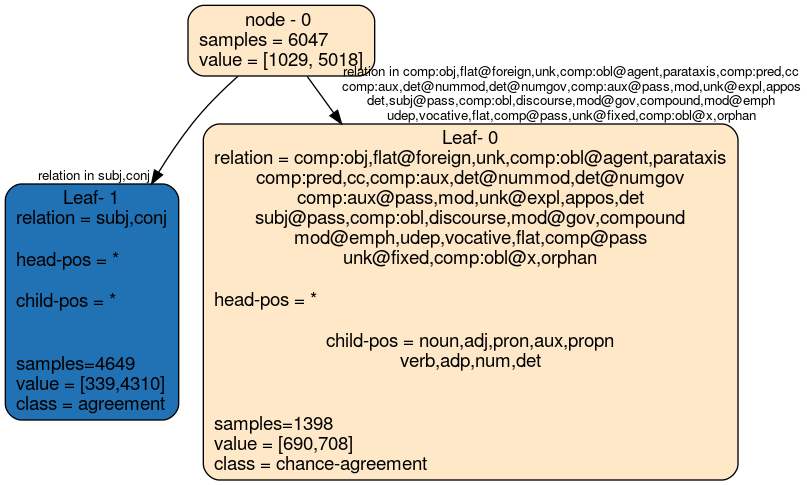 node - 0
samples = 6047
value = [1029, 5018]
relation in comp:obj,flat@foreign,unk,comp:obl@agent,parataxis,comp:pred,cc
comp:aux,det@nummod,det@numgov,comp:aux@pass,mod,unk@expl,appos
det,subj@pass,comp:obl,discourse,mod@gov,compound,mod@emph
udep,vocative,flat,comp@pass,unk@fixed,comp:obl@x,orphan
relation in subj,conj
Leaf- 1
relation = subj,conj
head-pos = *
child-pos = *
samples=4649
value = [339,4310]
class = agreement
Leaf- 0
relation = comp:obj,flat@foreign,unk,comp:obl@agent,parataxis
comp:pred,cc,comp:aux,det@nummod,det@numgov
comp:aux@pass,mod,unk@expl,appos,det
subj@pass,comp:obl,discourse,mod@gov,compound
mod@emph,udep,vocative,flat,comp@pass
unk@fixed,comp:obl@x,orphan
head-pos = *
child-pos = noun,adj,pron,aux,propn
verb,adp,num,det
samples=1398
value = [690,708]
class = chance-agreement